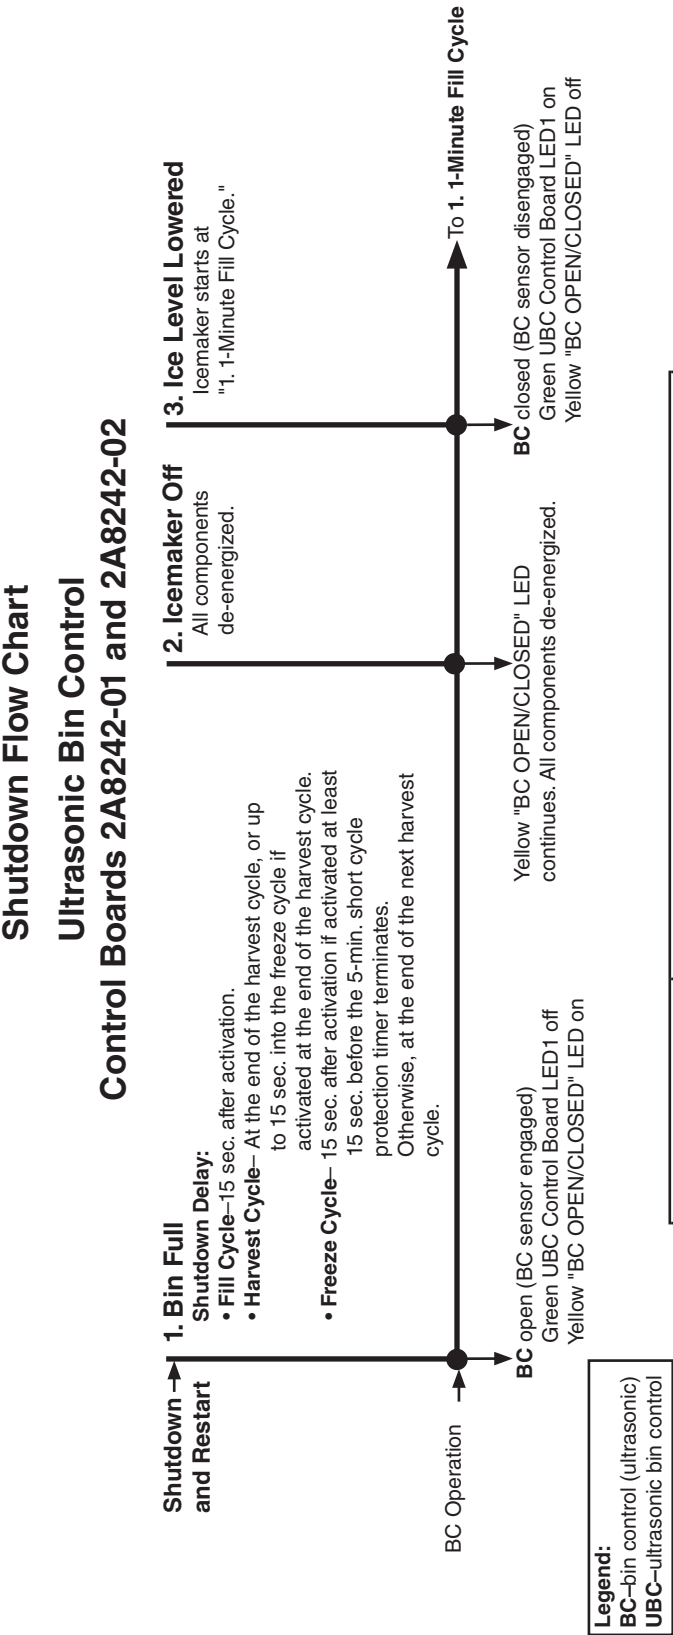 Shutdown Flow Chart
Ultrasonic Bin Control
Control Boards 2A8242-01 and 2A8242-02
Shutdown
and Restart
1. Bin Full
Shutdown Delay:
• Fill Cycle–15 sec. after activation.
• Harvest Cycle– At the end of the harvest cycle, or up
to 15 sec. into the freeze cycle if
activated at the end of the harvest cycle.
• Freeze Cycle– 15 sec. after activation if activated at least
15 sec. before the 5-min. short cycle
protection timer terminates.
Otherwise, at the end of the next harvest
cycle.
2. Icemaker Off
All components
de-energized.
3. Ice Level Lowered
Icemaker starts at
"1. 1-Minute Fill Cycle."
BC Operation
To 1. 1-Minute Fill Cycle
BC open (BC sensor engaged)
Green UBC Control Board LED1 off
Yellow "BC OPEN/CLOSED" LED on
Yellow "BC OPEN/CLOSED" LED
continues. All components de-energized.
BC closed (BC sensor disengaged)
Green UBC Control Board LED1 on
Yellow "BC OPEN/CLOSED" LED off
Legend:
BC–bin control (ultrasonic)
UBC–ultrasonic bin control